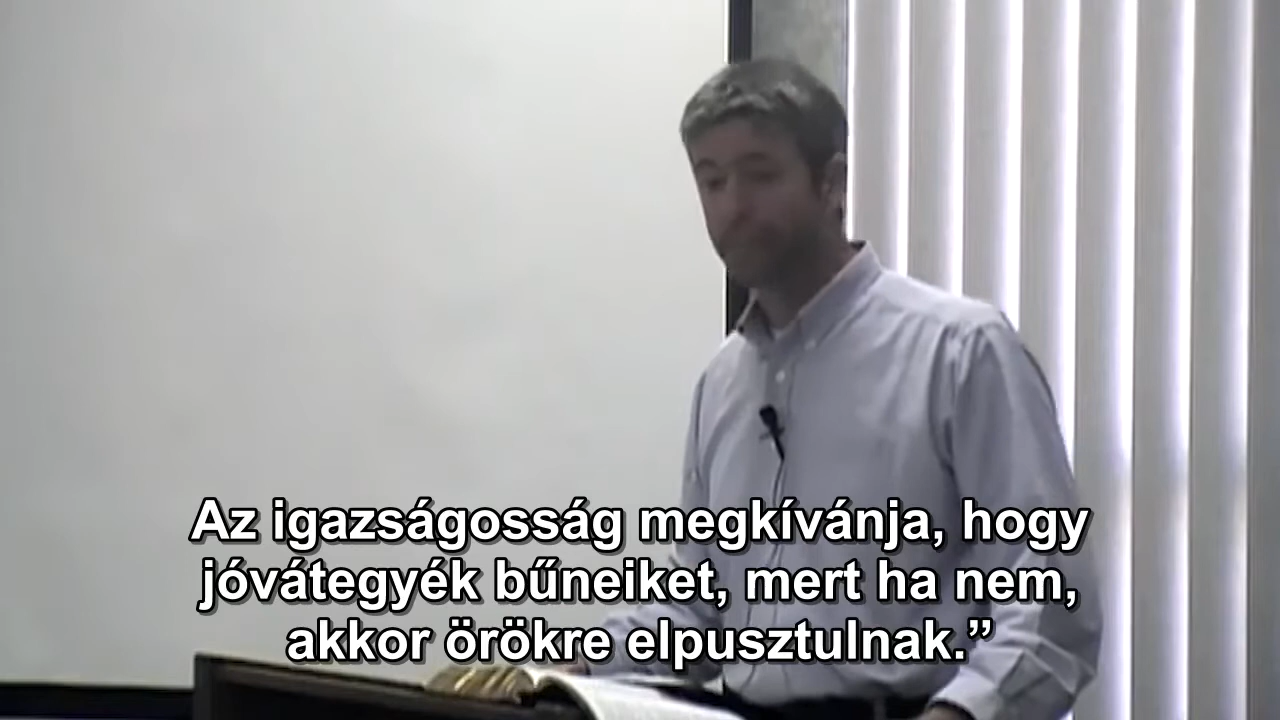 Az igazságosság megkívánja, hogy
jóvátegyék bűneiket, mert ha nem,
akkor örökre elpusztulnak.”